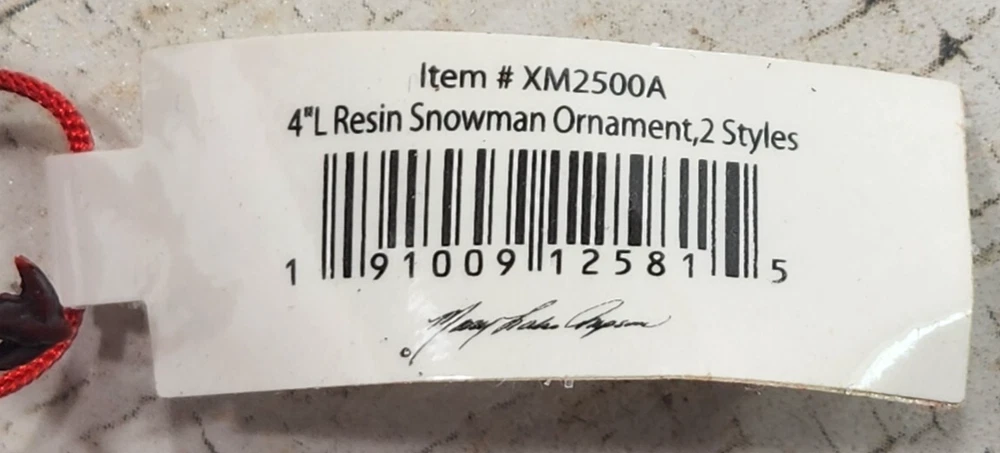 Item # XM2500A
4"L Resin Snowman Ornament,2 Styles
1 91009 12581 5
©